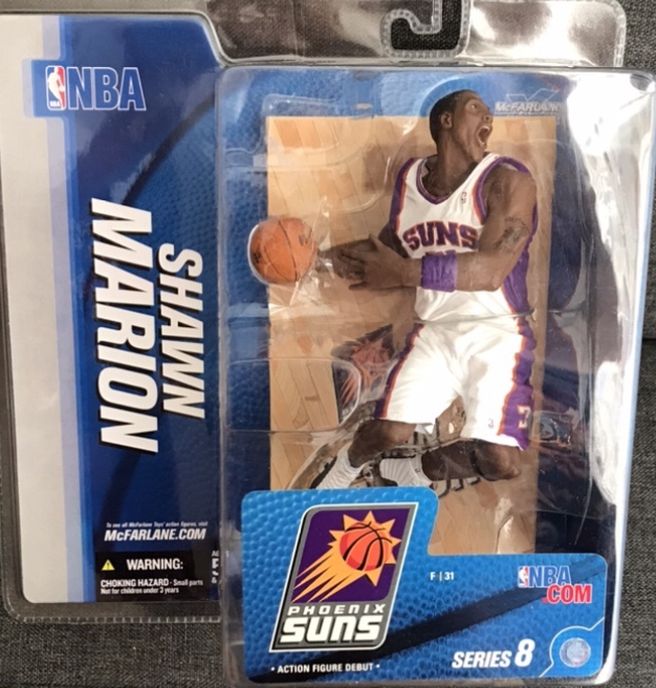 NBA
McFARLANE
SHAWN
MARION
SUNS
To see all McFarlane Toys' action figures, visit
McFARLANE.COM
WARNING:
CHOKING HAZARD - Small parts
Not for children under 3 years
F | 31
NBA
.COM
PHOENIX
SUNS
• ACTION FIGURE DEBUT •
SERIES 8